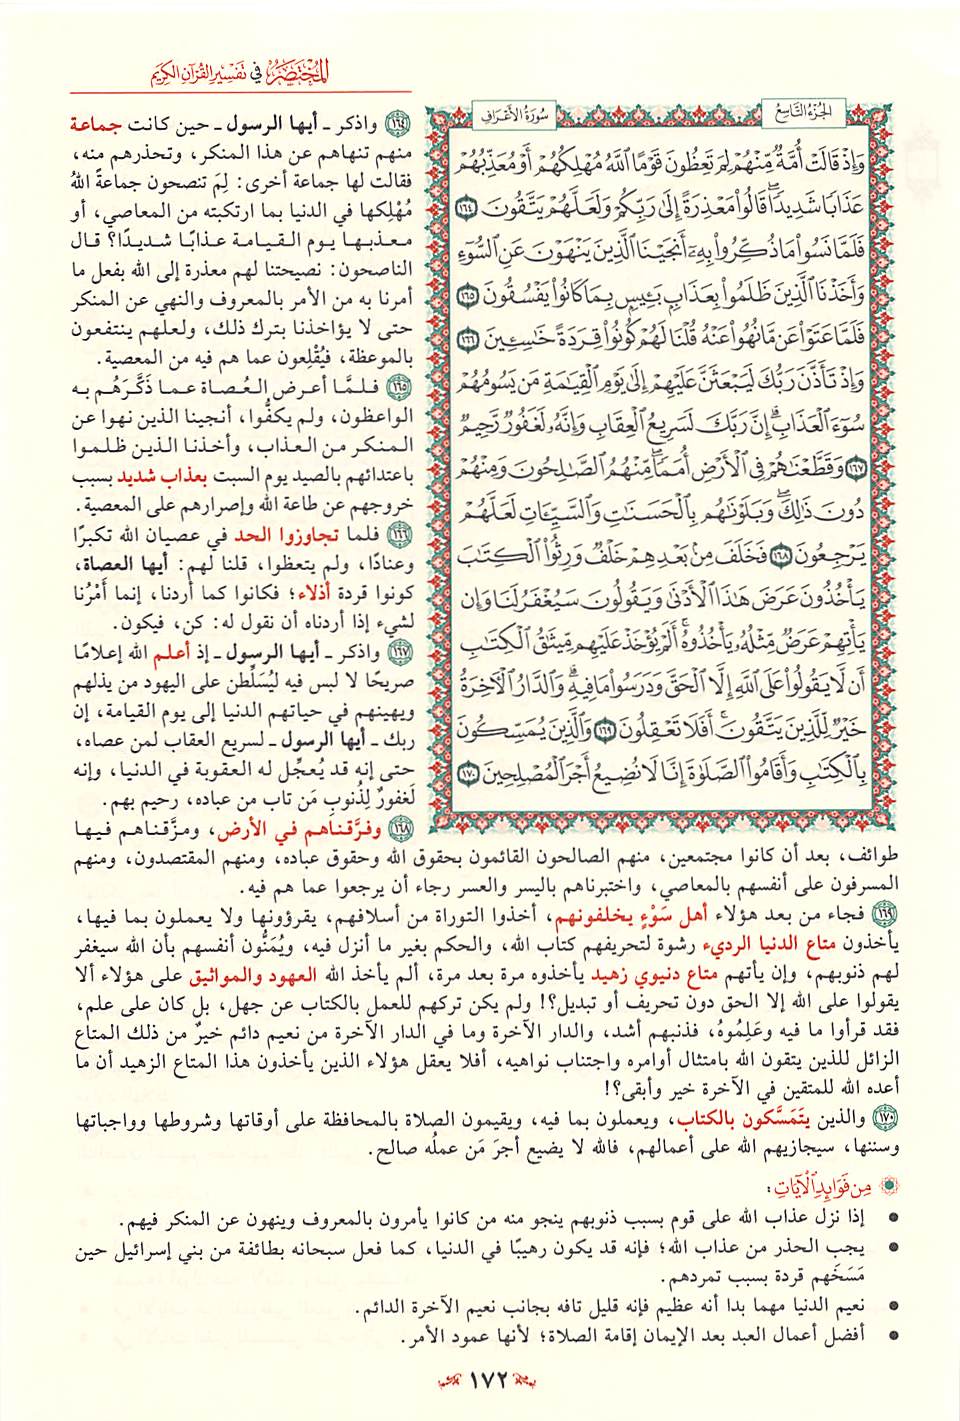 المختصر في تفسير القرآن الكريم
الجزء التاسع
سورة الأعراف
وَإِذْ قَالَتْ أُمَّةٌ مِّنْهُمْ لِمَ تَعِظُونَ قَوْمًا ٱللَّهُ مُهْلِكُهُمْ أَوْ مُعَذِّبُهُمْ
عَذَابًا شَدِيدًا ۖ قَالُوا۟ مَعْذِرَةً إِلَىٰ رَبِّكُمْ وَلَعَلَّهُمْ يَتَّقُونَ ١٦٤
فَلَمَّا نَسُوا۟ مَا ذُكِّرُوا۟ بِهِۦٓ أَنجَيْنَا ٱلَّذِينَ يَنْهَوْنَ عَنِ ٱلسُّوٓءِ
وَأَخَذْنَا ٱلَّذِينَ ظَلَمُوا۟ بِعَذَابٍۭ بَـِٔيسٍۭ بِمَا كَانُوا۟ يَفْسُقُونَ ١٦٥
فَلَمَّا عَتَوْا۟ عَن مَّا نُهُوا۟ عَنْهُ قُلْنَا لَهُمْ كُونُوا۟ قِرَدَةً خَـٰسِـِٔينَ ١٦٦
وَإِذْ تَأَذَّنَ رَبُّكَ لَيَبْعَثَنَّ عَلَيْهِمْ إِلَىٰ يَوْمِ ٱلْقِيَـٰمَةِ مَن يَسُومُهُمْ
سُوٓءَ ٱلْعَذَابِ ۗ إِنَّ رَبَّكَ لَسَرِيعُ ٱلْعِقَابِ ۖ وَإِنَّهُۥ لَغَفُورٌ رَّحِيمٌ
١٦٧ وَقَطَّعْنَـٰهُمْ فِى ٱلْأَرْضِ أُمَمًا ۖ مِّنْهُمُ ٱلصَّـٰلِحُونَ وَمِنْهُمْ
دُونَ ذَٰلِكَ ۖ وَبَلَوْنَـٰهُم بِٱلْحَسَنَـٰتِ وَٱلسَّيِّـَٔاتِ لَعَلَّهُمْ
يَرْجِعُونَ ١٦٨ فَخَلَفَ مِنۢ بَعْدِهِمْ خَلْفٌ وَرِثُوا۟ ٱلْكِتَـٰبَ
يَأْخُذُونَ عَرَضَ هَـٰذَا ٱلْأَدْنَىٰ وَيَقُولُونَ سَيُغْفَرُ لَنَا وَإِن
يَأْتِهِمْ عَرَضٌ مِّثْلُهُۥ يَأْخُذُوهُ ۚ أَلَمْ يُؤْخَذْ عَلَيْهِم مِّيثَـٰقُ ٱلْكِتَـٰبِ
أَن لَّا يَقُولُوا۟ عَلَى ٱللَّهِ إِلَّا ٱلْحَقَّ وَدَرَسُوا۟ مَا فِيهِ ۗ وَٱلدَّارُ ٱلْـَٔاخِرَةُ
خَيْرٌ لِّلَّذِينَ يَتَّقُونَ ۗ أَفَلَا تَعْقِلُونَ ١٦٩ وَٱلَّذِينَ يُمَسِّكُونَ
بِٱلْكِتَـٰبِ وَأَقَامُوا۟ ٱلصَّلَوٰةَ إِنَّا لَا نُضِيعُ أَجْرَ ٱلْمُصْلِحِينَ ١٧٠
١٦٤ واذكر ـ أيها الرسول ـ حين كانت جماعة
منهم تنهاهم عن هذا المنكر، وتحذرهم منه،
فقالت لها جماعة أخرى: لِمَ تنصحون جماعةً اللهُ
مُهْلِكها في الدنيا بما ارتكبته من المعاصي، أو
معذبها يوم القيامة عذابًا شديدًا؟ قال
الناصحون: نصيحتنا لهم معذرة إلى الله بفعل ما
أمرنا به من الأمر بالمعروف والنهي عن المنكر
حتى لا يؤاخذنا بترك ذلك، ولعلهم ينتفعون
بالموعظة، فيُقْلِعون عما هم فيه من المعصية.
١٦٥ فلمَّا أعرض العُصاة عما ذَكَّرَهُم به
الواعظون، ولم يكفُّوا، أنجينا الذين نهوا عن
المنكر من العذاب، وأخذنا الذين ظلموا
باعتدائهم بالصيد يوم السبت بعذاب شديد بسبب
خروجهم عن طاعة الله وإصرارهم على المعصية.
١٦٦ فلما تجاوزوا الحد في عصيان الله تكبرًا
وعنادًا، ولم يتعظوا، قلنا لهم: أيها العصاة،
كونوا قردة أذلاء؛ فكانوا كما أردنا، إنما أَمْرُنا
لشيء إذا أردناه أن نقول له: كن، فيكون.
١٦٧ واذكر ـ أيها الرسول ـ إذ أعلم الله إعلامًا
صريحًا لا لبس فيه ليُسَلِّطن على اليهود من يذلهم
ويهينهم في حياتهم الدنيا إلى يوم القيامة، إن
ربك ـ أيها الرسول ـ لسريع العقاب لمن عصاه،
حتى إنه قد يُعجِّل له العقوبة في الدنيا، وإنه
لَغفورٌ لِذُنوبِ مَن تاب من عباده، رحيم بهم.
١٦٨ وفرَّقناهم في الأرض، ومزَّقناهم فيها
طوائف، بعد أن كانوا مجتمعين، منهم الصالحون القائمون بحقوق الله وحقوق عباده، ومنهم المقتصدون، ومنهم
المسرفون على أنفسهم بالمعاصي، واختبرناهم باليسر والعسر رجاء أن يرجعوا عما هم فيه.
١٦٩ فجاء من بعد هؤلاء أهل سَوْءٍ يخلفونهم، أخذوا التوراة من أسلافهم، يقرؤونها ولا يعملون بما فيها،
يأخذون متاع الدنيا الرديء رشوة لتحريفهم كتاب الله، والحكم بغير ما أنزل فيه، ويُمَنُّون أنفسهم بأن الله سيغفر
لهم ذنوبهم، وإن يأتهم متاع دنيوي زهيد يأخذوه مرة بعد مرة، ألم يأخذ الله العهود والمواثيق على هؤلاء ألا
يقولوا على الله إلا الحق دون تحريف أو تبديل؟! ولم يكن تركهم للعمل بالكتاب عن جهل، بل كان على علم،
فقد قرأوا ما فيه وعَلِمُوهُ، فذنبهم أشد، والدار الآخرة وما في الدار الآخرة من نعيم دائم خيرٌ من ذلك المتاع
الزائل للذين يتقون الله بامتثال أوامره واجتناب نواهيه، أفلا يعقل هؤلاء الذين يأخذون هذا المتاع الزهيد أن ما
أعده الله للمتقين في الآخرة خير وأبقى؟!
١٧٠ والذين يتَمَسَّكون بالكتاب، ويعملون بما فيه، ويقيمون الصلاة بالمحافظة على أوقاتها وشروطها وواجباتها
وسننها، سيجازيهم الله على أعمالهم، فالله لا يضيع أجرَ مَن عملُه صالح.
من فوائد الآيات:
• إذا نزل عذاب الله على قوم بسبب ذنوبهم ينجو منه من كانوا يأمرون بالمعروف وينهون عن المنكر فيهم.
• يجب الحذر من عذاب الله؛ فإنه قد يكون رهيبًا في الدنيا، كما فعل سبحانه بطائفة من بني إسرائيل حين
مَسَخَهم قردة بسبب تمردهم.
• نعيم الدنيا مهما بدا أنه عظيم فإنه قليل تافه بجانب نعيم الآخرة الدائم.
• أفضل أعمال العبد بعد الإيمان إقامة الصلاة؛ لأنها عمود الأمر.
١٧٢